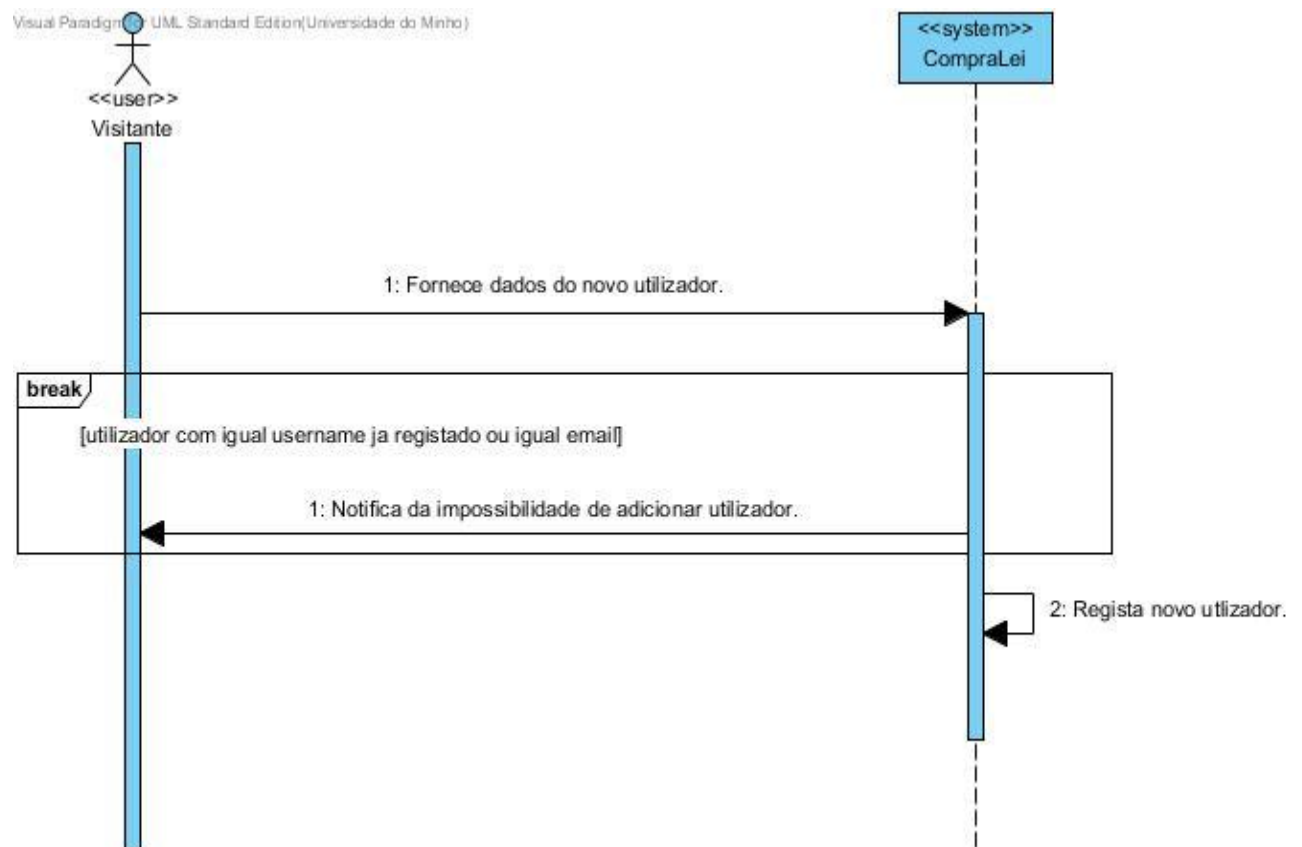 Visual Paradigm for UML Standard Edition(Universidade do Minho)
<<system>>
CompraLei
<<user>>
Visitante
1: Fornece dados do novo utilizador.
break
[utilizador com igual username ja registado ou igual email]
1: Notifica da impossibilidade de adicionar utilizador.
2: Regista novo utlizador.